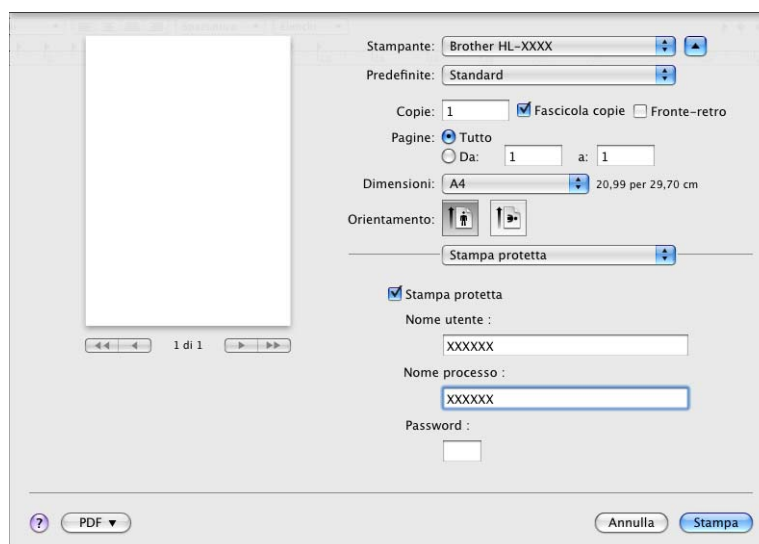 Stampante: Brother HL-XXXX
Predefinite: Standard
Copie: 1 Fascicola copie Fronte-retro
Pagine: Tutto
Da: 1 a: 1
Dimensioni: A4 20,99 per 29,70 cm
Orientamento:
Stampa protetta
Stampa protetta
Nome utente :
XXXXXX
Nome processo :
XXXXXX
Password :
1 di 1
? PDF Annulla Stampa